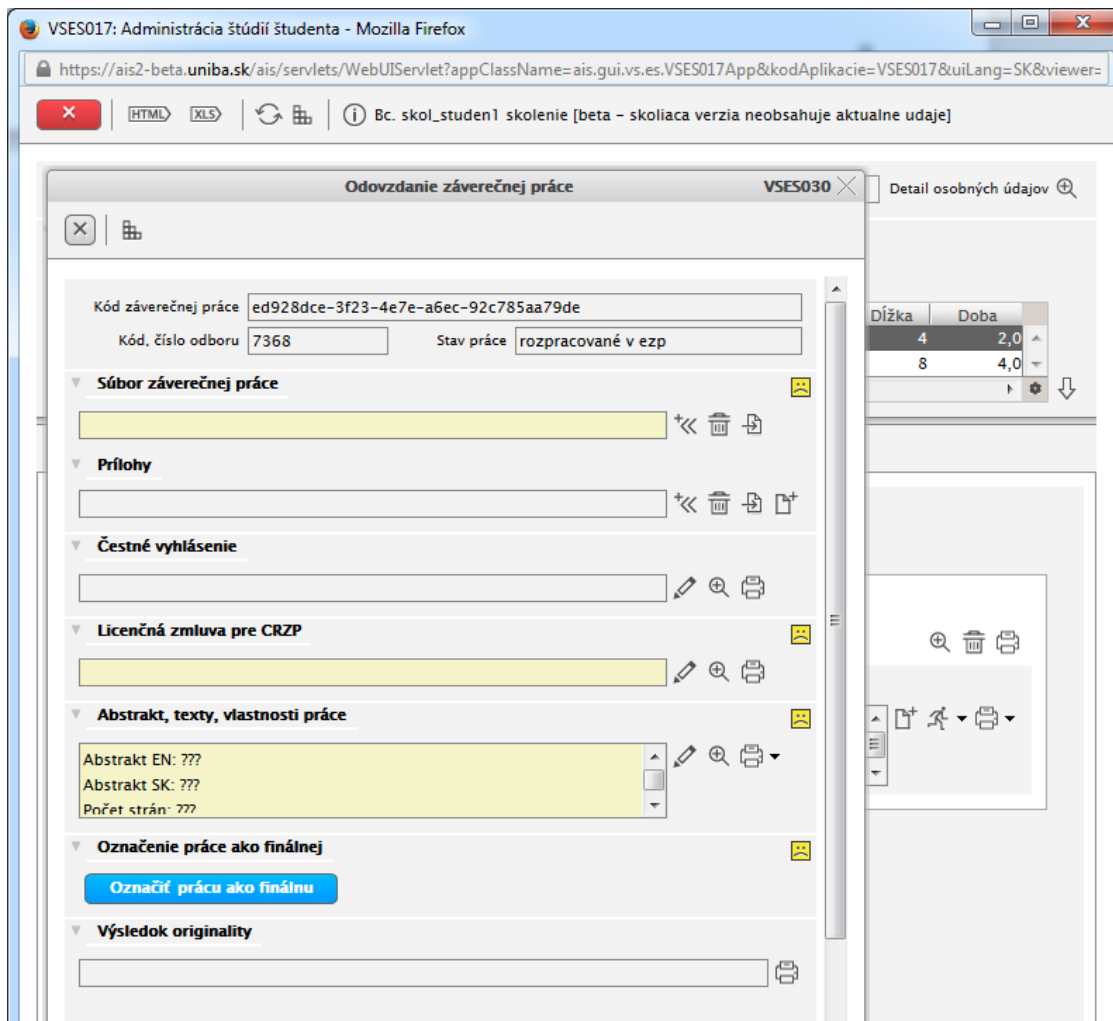 VSES017: Administrácia štúdií študenta - Mozilla Firefox
https://ais2-beta.uniba.sk/ais/servlets/WebUIServlet?appClassName=ais.gui.vs.es.VSES017App&kodAplikacie=VSES017&uiLang=SK&viewer=
HTML XLS Bc. skol_studen1 skolenie [beta - skoliaca verzia neobsahuje aktualne udaje]
Odovzdanie záverečnej práce VSES030
Detail osobných údajov
Kód záverečnej práce ed928dce-3f23-4e7e-a6ec-92c785aa79de
Kód, číslo odboru 7368 Stav práce rozpracované v ezp
Dĺžka Doba
4 2,0
8 4,0
Súbor záverečnej práce
Prílohy
Čestné vyhlásenie
Licenčná zmluva pre CRZP
Abstrakt, texty, vlastnosti práce
Abstrakt EN: ???
Abstrakt SK: ???
Počet strán: ???
Označenie práce ako finálnej
Označiť prácu ako finálnu
Výsledok originality